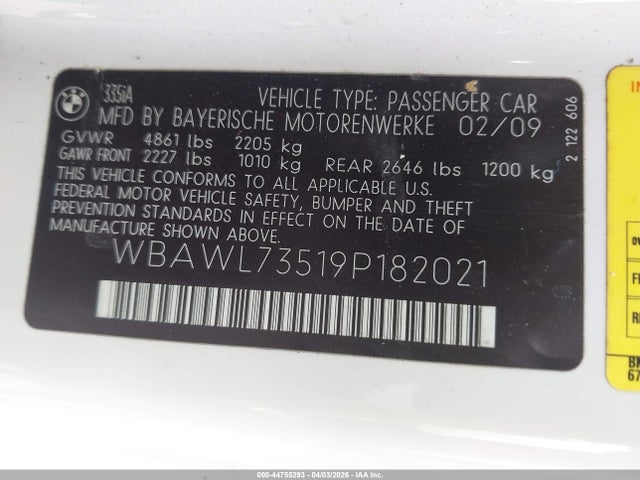 BMW
335iA
VEHICLE TYPE: PASSENGER CAR
MFD BY BAYERISCHE MOTORENWERKE 02/09
GVWR 4861 lbs 2205 kg
GAWR FRONT 2227 lbs 1010 kg REAR 2646 lbs 1200 kg
THIS VEHICLE CONFORMS TO ALL APPLICABLE U.S.
FEDERAL MOTOR VEHICLE SAFETY, BUMPER AND THEFT
PREVENTION STANDARDS IN EFFECT ON THE DATE OF
MANUFACTURE SHOWN ABOVE.
WBAWL73519P182021
2 122 606
000-44755293 - 04/03/2026 - PADUCAH